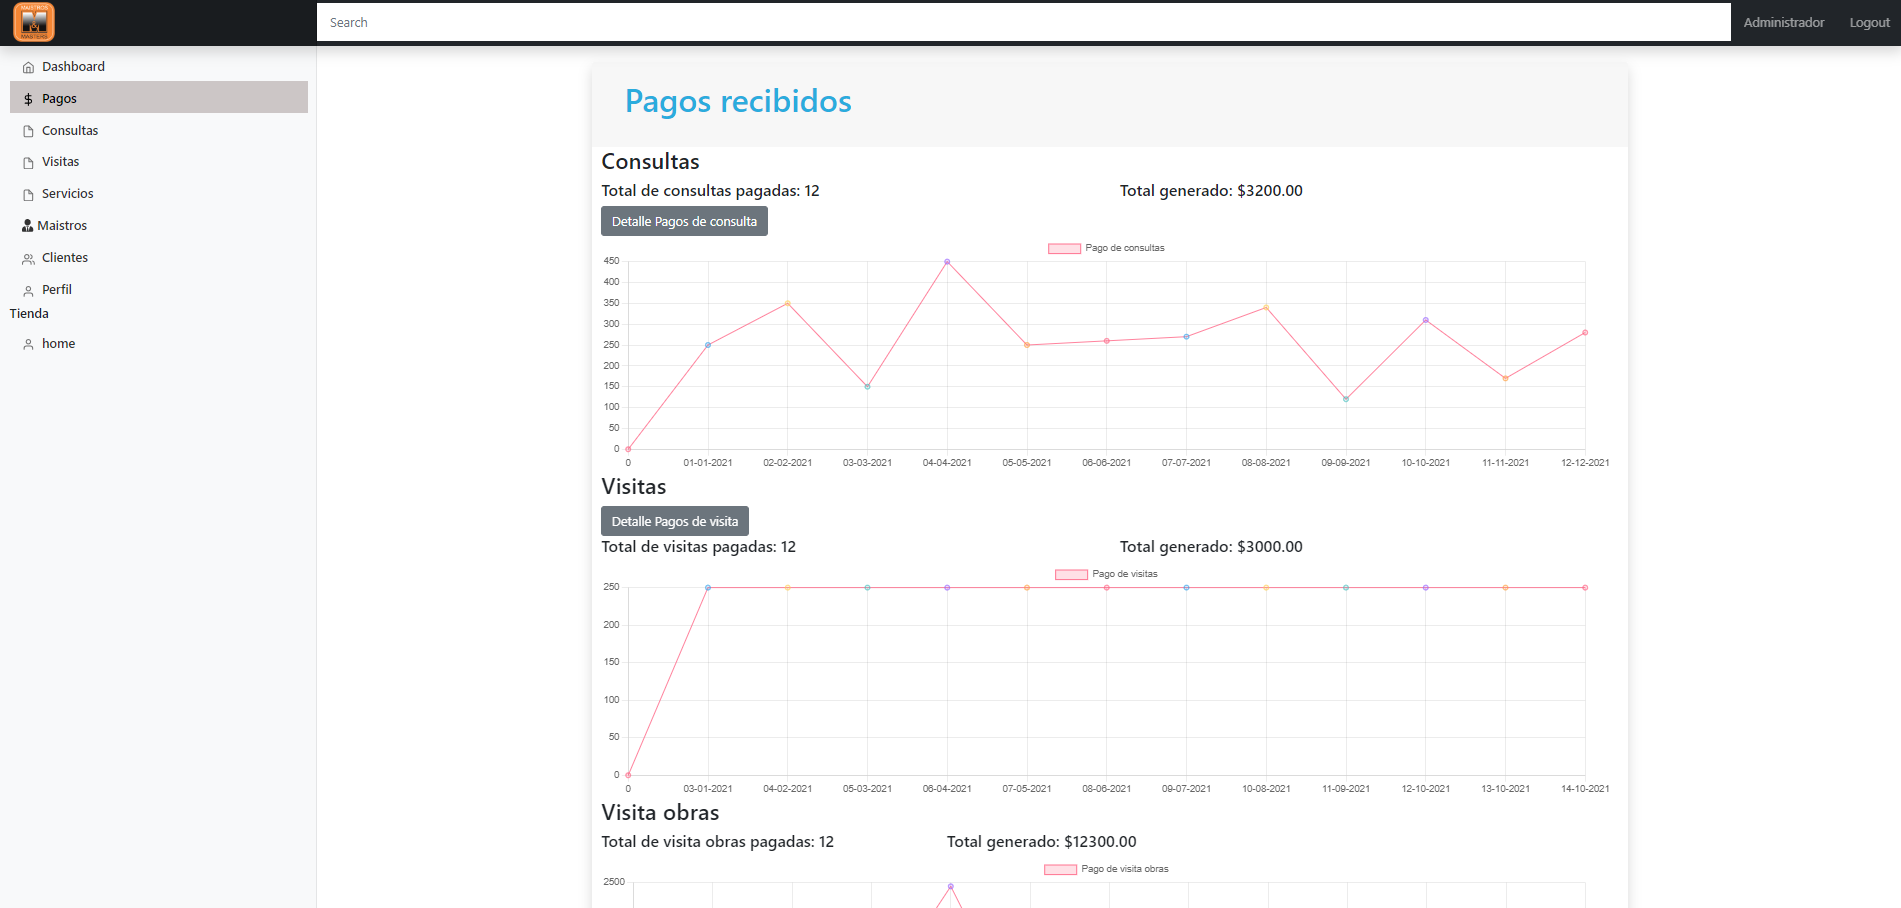 MAISTROS
MASTERS
Search
Administrador
Logout
Dashboard
Pagos
Consultas
Visitas
Servicios
Maistros
Clientes
Perfil
Tienda
home
Pagos recibidos
Consultas
Total de consultas pagadas: 12
Total generado: $3200.00
Detalle Pagos de consulta
Pago de consultas
450
400
350
300
250
200
150
100
50
0
0 01-01-2021 02-02-2021 03-03-2021 04-04-2021 05-05-2021 06-06-2021 07-07-2021 08-08-2021 09-09-2021 10-10-2021 11-11-2021 12-12-2021
Visitas
Detalle Pagos de visita
Total de visitas pagadas: 12
Total generado: $3000.00
Pago de visitas
250
200
150
100
50
0
0 03-01-2021 04-02-2021 05-03-2021 06-04-2021 07-05-2021 08-06-2021 09-07-2021 10-08-2021 11-09-2021 12-10-2021 13-10-2021 14-10-2021
Visita obras
Total de visita obras pagadas: 12
Total generado: $12300.00
Pago de visita obras
2500